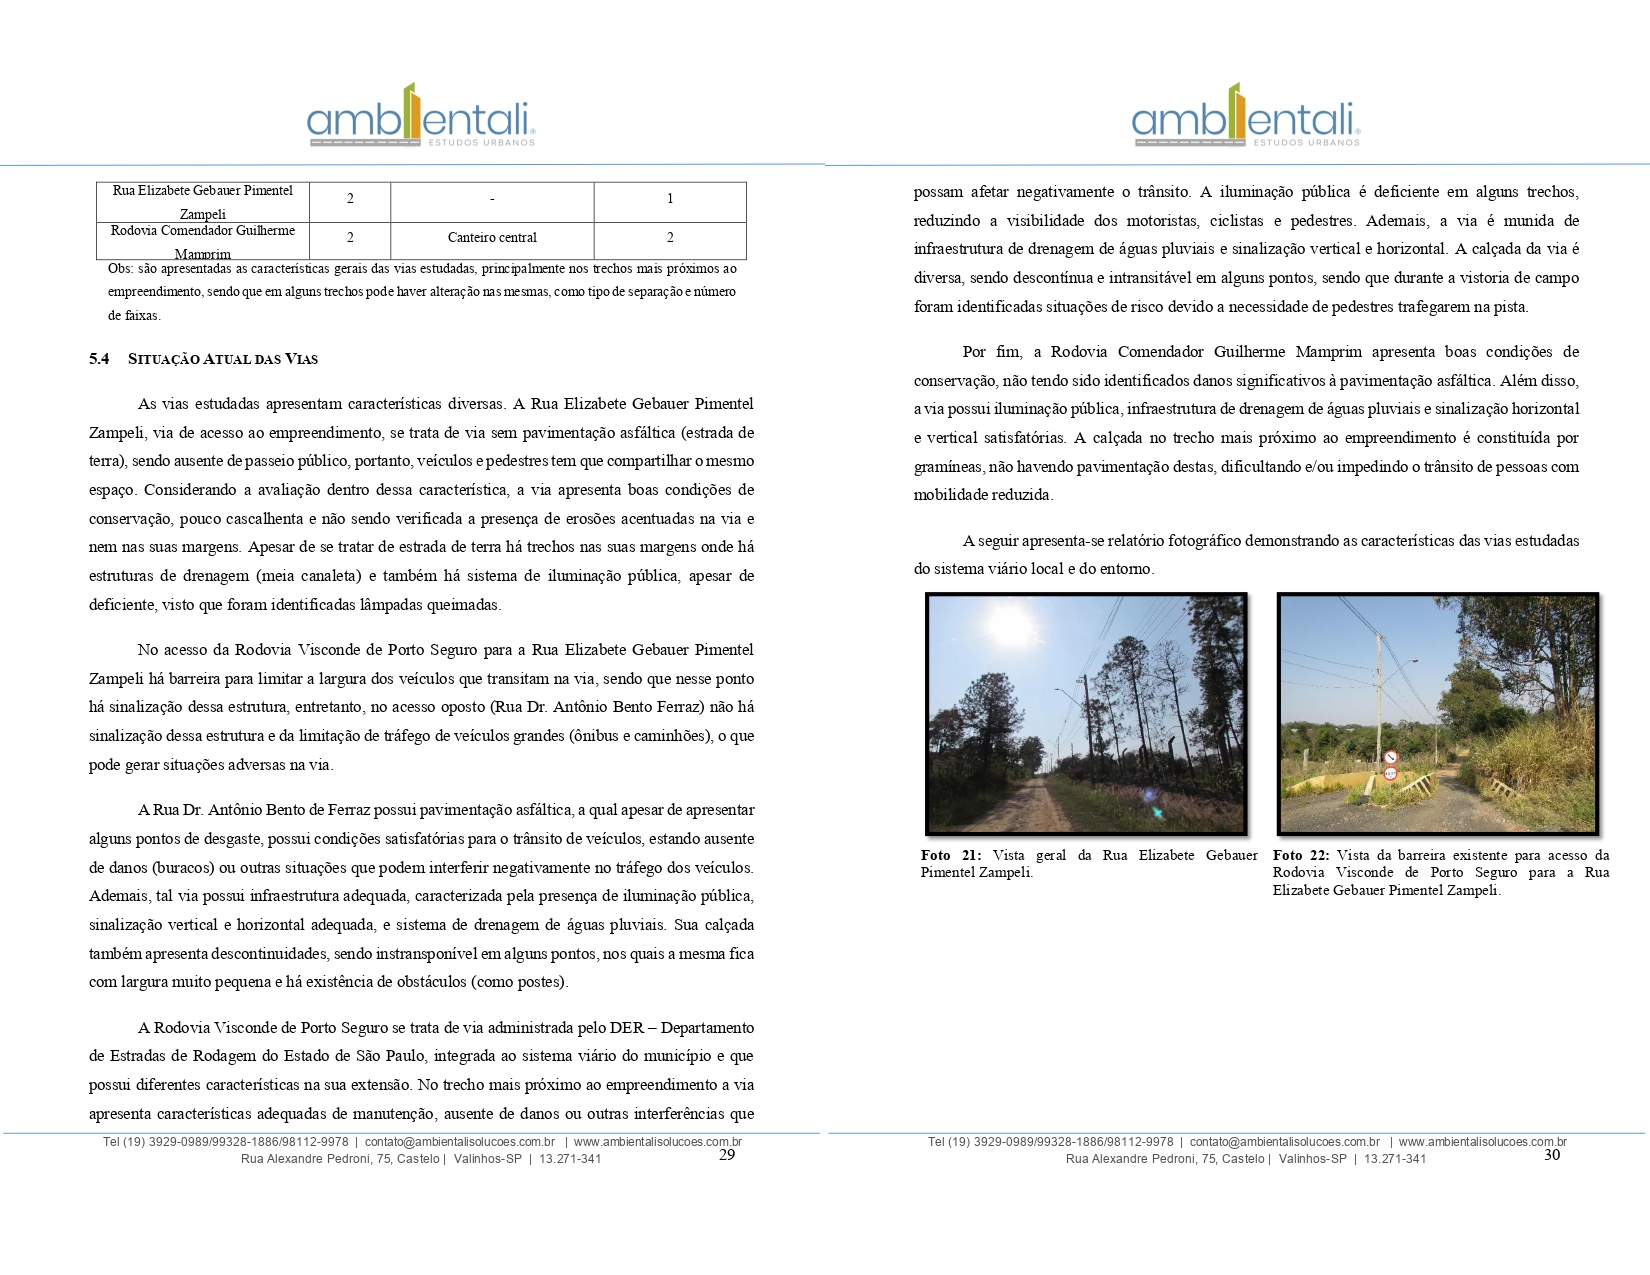 ambientali®
ESTUDOS URBANOS
Rua Elizabete Gebauer Pimentel
Zampeli
2
-
1
Rodovia Comendador Guilherme
Mamprim
2
Canteiro central
2
Obs: são apresentadas as características gerais das vias estudadas, principalmente nos trechos mais próximos ao
empreendimento, sendo que em alguns trechos pode haver alteração nas mesmas, como tipo de separação e número
de faixas.
5.4 SITUAÇÃO ATUAL DAS VIAS
As vias estudadas apresentam características diversas. A Rua Elizabete Gebauer Pimentel
Zampeli, via de acesso ao empreendimento, se trata de via sem pavimentação asfáltica (estrada de
terra), sendo ausente de passeio público, portanto, veículos e pedestres tem que compartilhar o mesmo
espaço. Considerando a avaliação dentro dessa característica, a via apresenta boas condições de
conservação, pouco cascalhenta e não sendo verificada a presença de erosões acentuadas na via e
nem nas suas margens. Apesar de se tratar de estrada de terra há trechos nas suas margens onde há
estruturas de drenagem (meia canaleta) e também há sistema de iluminação pública, apesar de
deficiente, visto que foram identificadas lâmpadas queimadas.
No acesso da Rodovia Visconde de Porto Seguro para a Rua Elizabete Gebauer Pimentel
Zampeli há barreira para limitar a largura dos veículos que transitam na via, sendo que nesse ponto
há sinalização dessa estrutura, entretanto, no acesso oposto (Rua Dr. Antônio Bento Ferraz) não há
sinalização dessa estrutura e da limitação de tráfego de veículos grandes (ônibus e caminhões), o que
pode gerar situações adversas na via.
A Rua Dr. Antônio Bento de Ferraz possui pavimentação asfáltica, a qual apesar de apresentar
alguns pontos de desgaste, possui condições satisfatórias para o trânsito de veículos, estando ausente
de danos (buracos) ou outras situações que podem interferir negativamente no tráfego dos veículos.
Ademais, tal via possui infraestrutura adequada, caracterizada pela presença de iluminação pública,
sinalização vertical e horizontal adequada, e sistema de drenagem de águas pluviais. Sua calçada
também apresenta descontinuidades, sendo instransponível em alguns pontos, nos quais a mesma fica
com largura muito pequena e há existência de obstáculos (como postes).
A Rodovia Visconde de Porto Seguro se trata de via administrada pelo DER – Departamento
de Estradas de Rodagem do Estado de São Paulo, integrada ao sistema viário do município e que
possui diferentes características na sua extensão. No trecho mais próximo ao empreendimento a via
apresenta características adequadas de manutenção, ausente de danos ou outras interferências que
Tel (19) 3929-0989/99328-1886/98112-9978 | contato@ambientalisolucoes.com.br | www.ambientalisolucoes.com.br
Rua Alexandre Pedroni, 75, Castelo | Valinhos-SP | 13.271-341
29
ambientali®
ESTUDOS URBANOS
possam afetar negativamente o trânsito. A iluminação pública é deficiente em alguns trechos,
reduzindo a visibilidade dos motoristas, ciclistas e pedestres. Ademais, a via é munida de
infraestrutura de drenagem de águas pluviais e sinalização vertical e horizontal. A calçada da via é
diversa, sendo descontínua e intransitável em alguns pontos, sendo que durante a vistoria de campo
foram identificadas situações de risco devido a necessidade de pedestres trafegarem na pista.
Por fim, a Rodovia Comendador Guilherme Mamprim apresenta boas condições de
conservação, não tendo sido identificados danos significativos à pavimentação asfáltica. Além disso,
a via possui iluminação pública, infraestrutura de drenagem de águas pluviais e sinalização horizontal
e vertical satisfatórias. A calçada no trecho mais próximo ao empreendimento é constituída por
gramíneas, não havendo pavimentação destas, dificultando e/ou impedindo o trânsito de pessoas com
mobilidade reduzida.
A seguir apresenta-se relatório fotográfico demonstrando as características das vias estudadas
do sistema viário local e do entorno.
Foto 21: Vista geral da Rua Elizabete Gebauer
Pimentel Zampeli.
Foto 22: Vista da barreira existente para acesso da
Rodovia Visconde de Porto Seguro para a Rua
Elizabete Gebauer Pimentel Zampeli.
Tel (19) 3929-0989/99328-1886/98112-9978 | contato@ambientalisolucoes.com.br | www.ambientalisolucoes.com.br
Rua Alexandre Pedroni, 75, Castelo | Valinhos-SP | 13.271-341
30